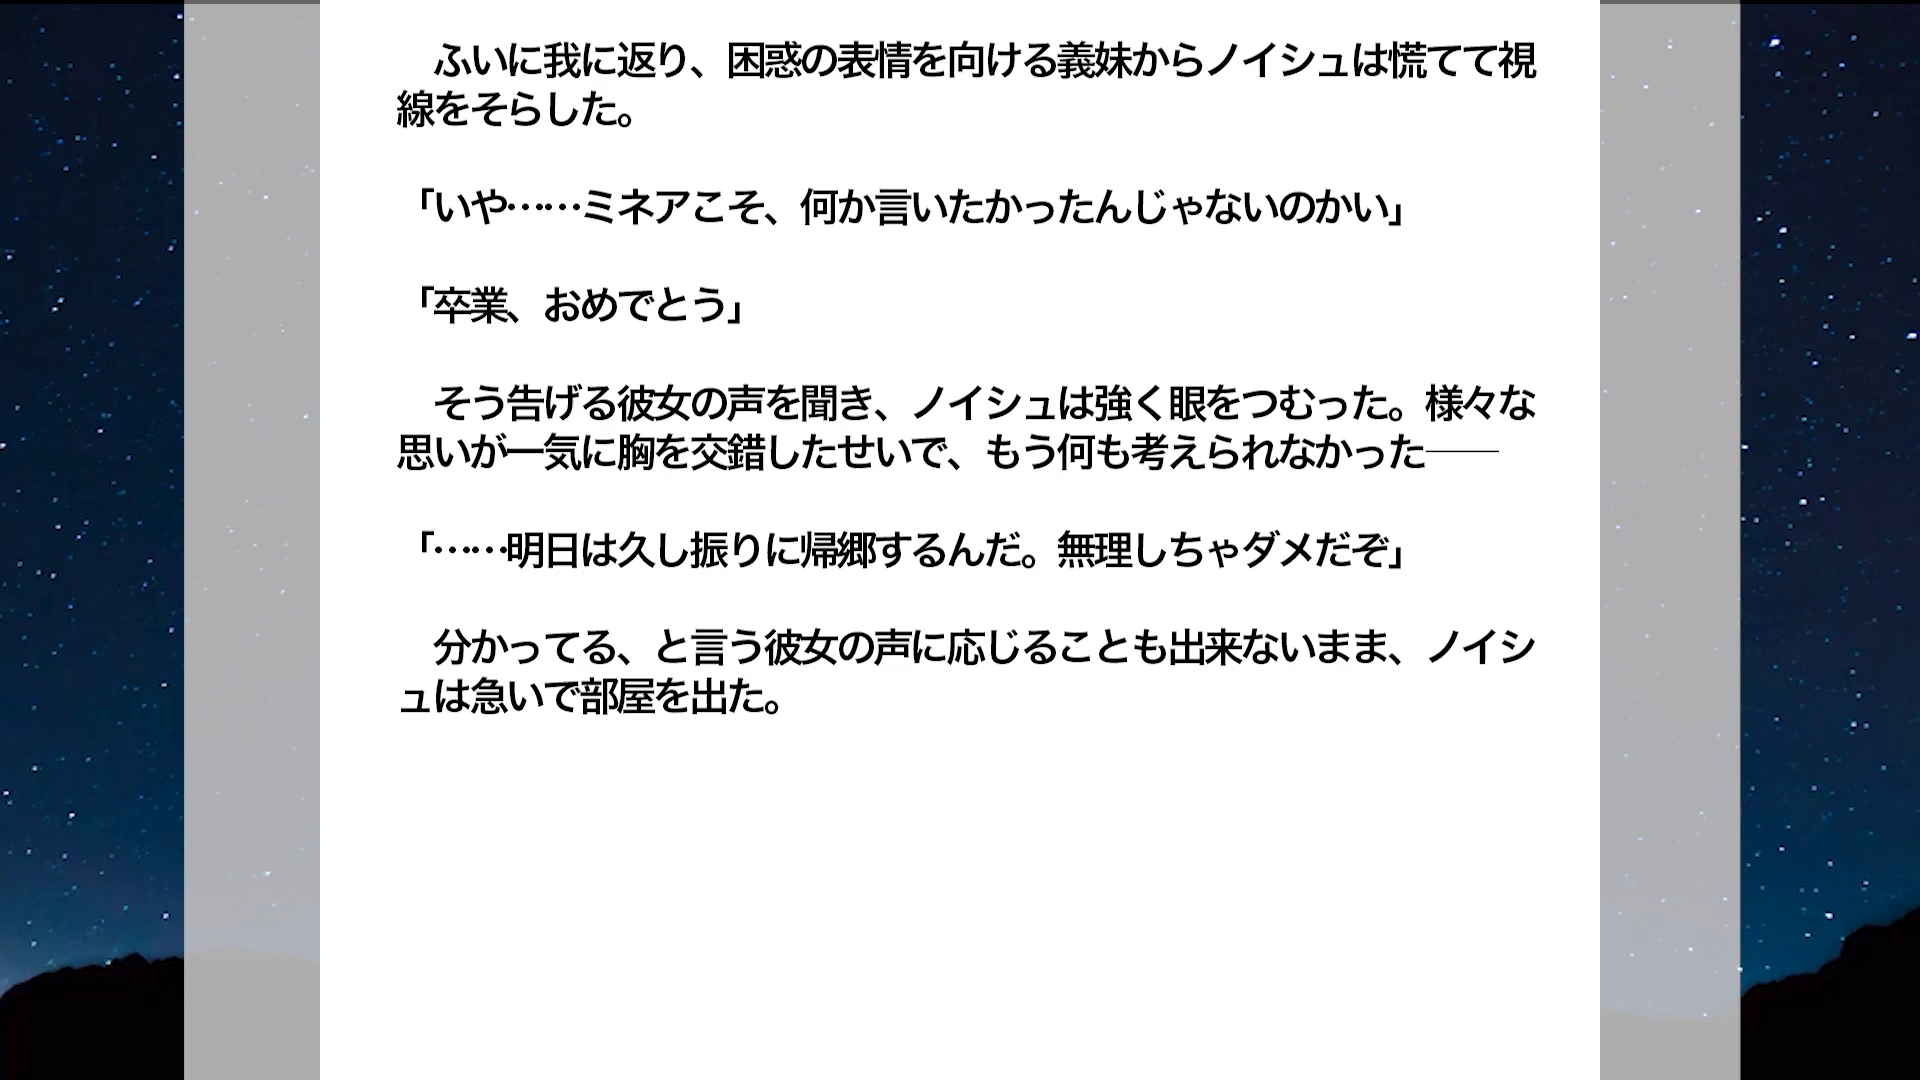 ふいに我に返り、困惑の表情を向ける義妹からノイシュは慌てて視
線をそらした。
「いや……ミネアこそ、何か言いたかったんじゃないのかい」
「卒業、おめでとう」
　そう告げる彼女の声を聞き、ノイシュは強く眼をつむった。様々な
思いが一気に胸を交錯したせいで、もう何も考えられなかった――
「……明日は久し振りに帰郷するんだ。無理しちゃダメだぞ」
　分かってる、と言う彼女の声に応じることも出来ないまま、ノイシ
ュは急いで部屋を出た。